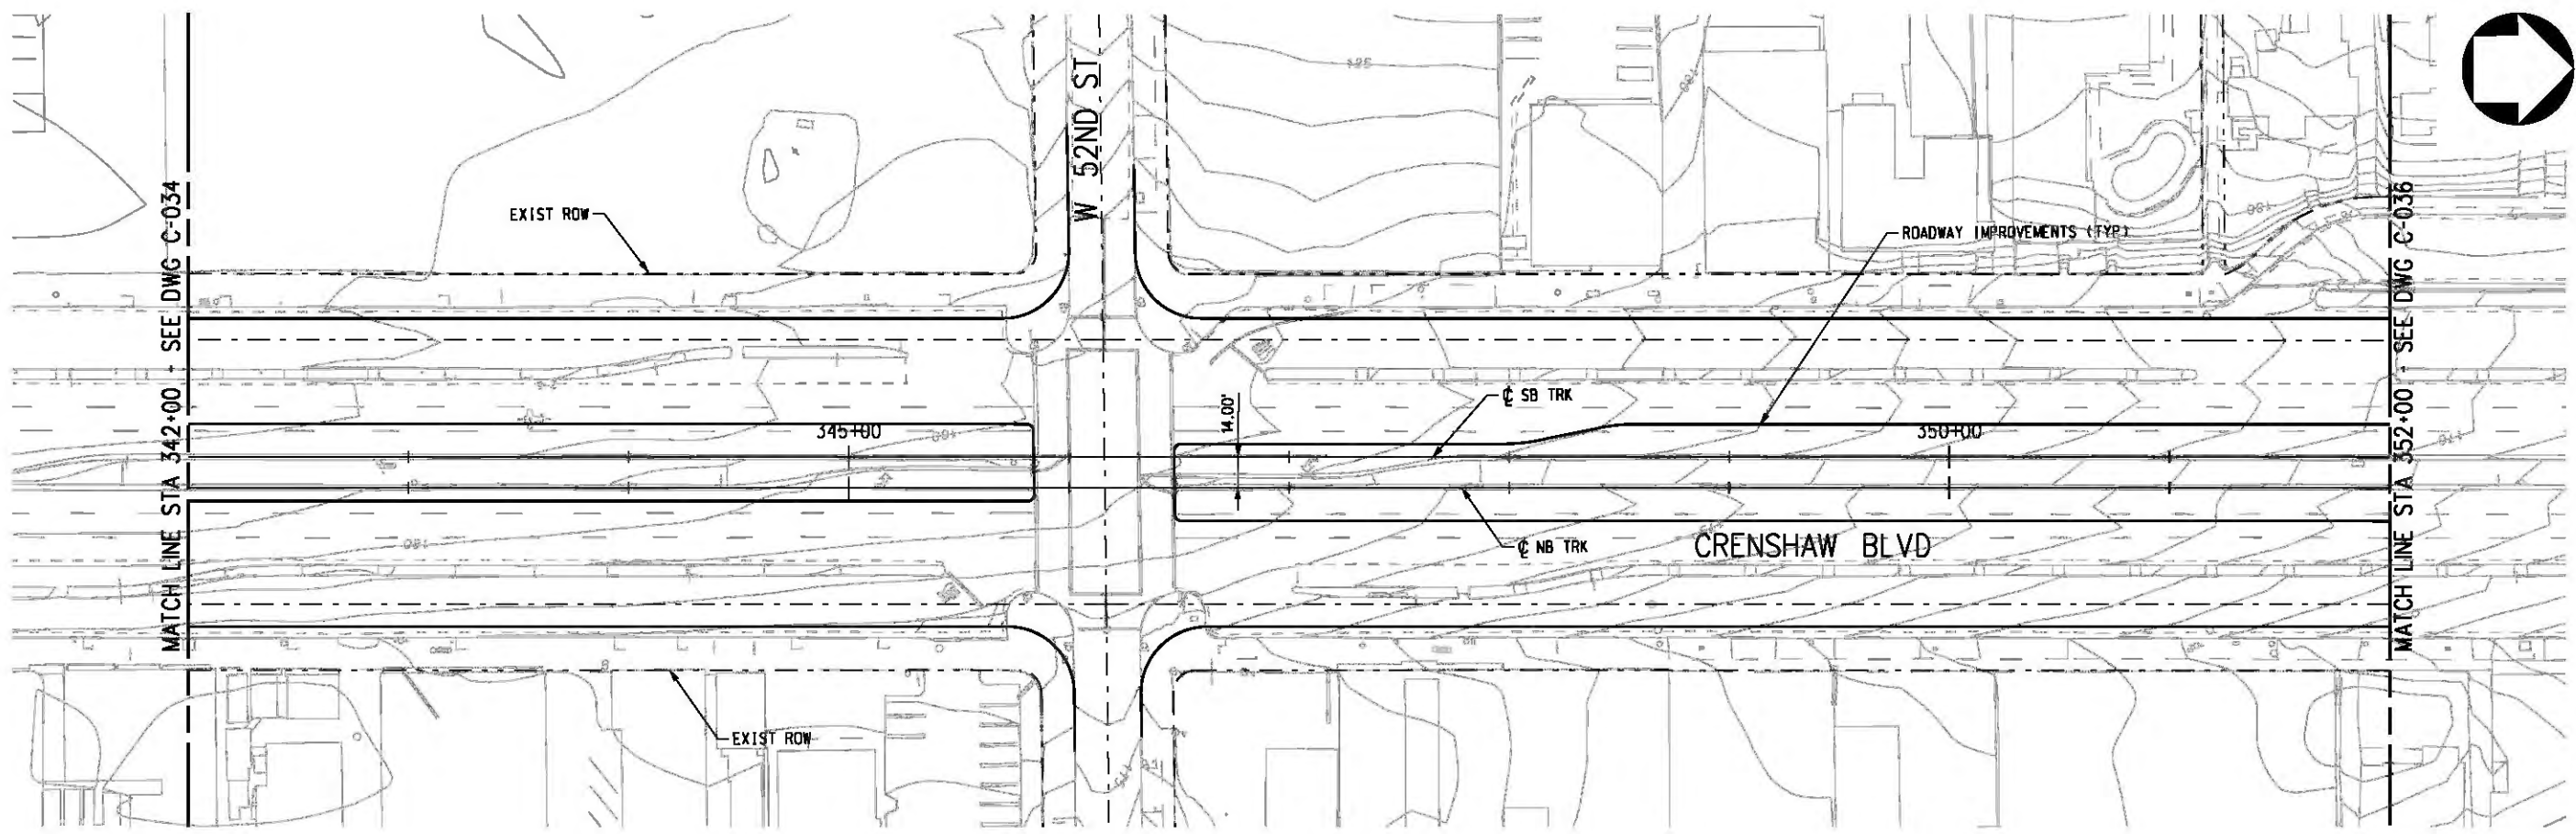 W 52ND ST
EXIST ROW
ROADWAY IMPROVEMENTS (TYP)
MATCH LINE STA 342+00 - SEE DWG C-034
MATCH LINE STA 352+00 - SEE DWG C-036
℄ SB TRK
14.00'
345+00
350+00
℄ NB TRK
CRENSHAW BLVD
EXIST ROW